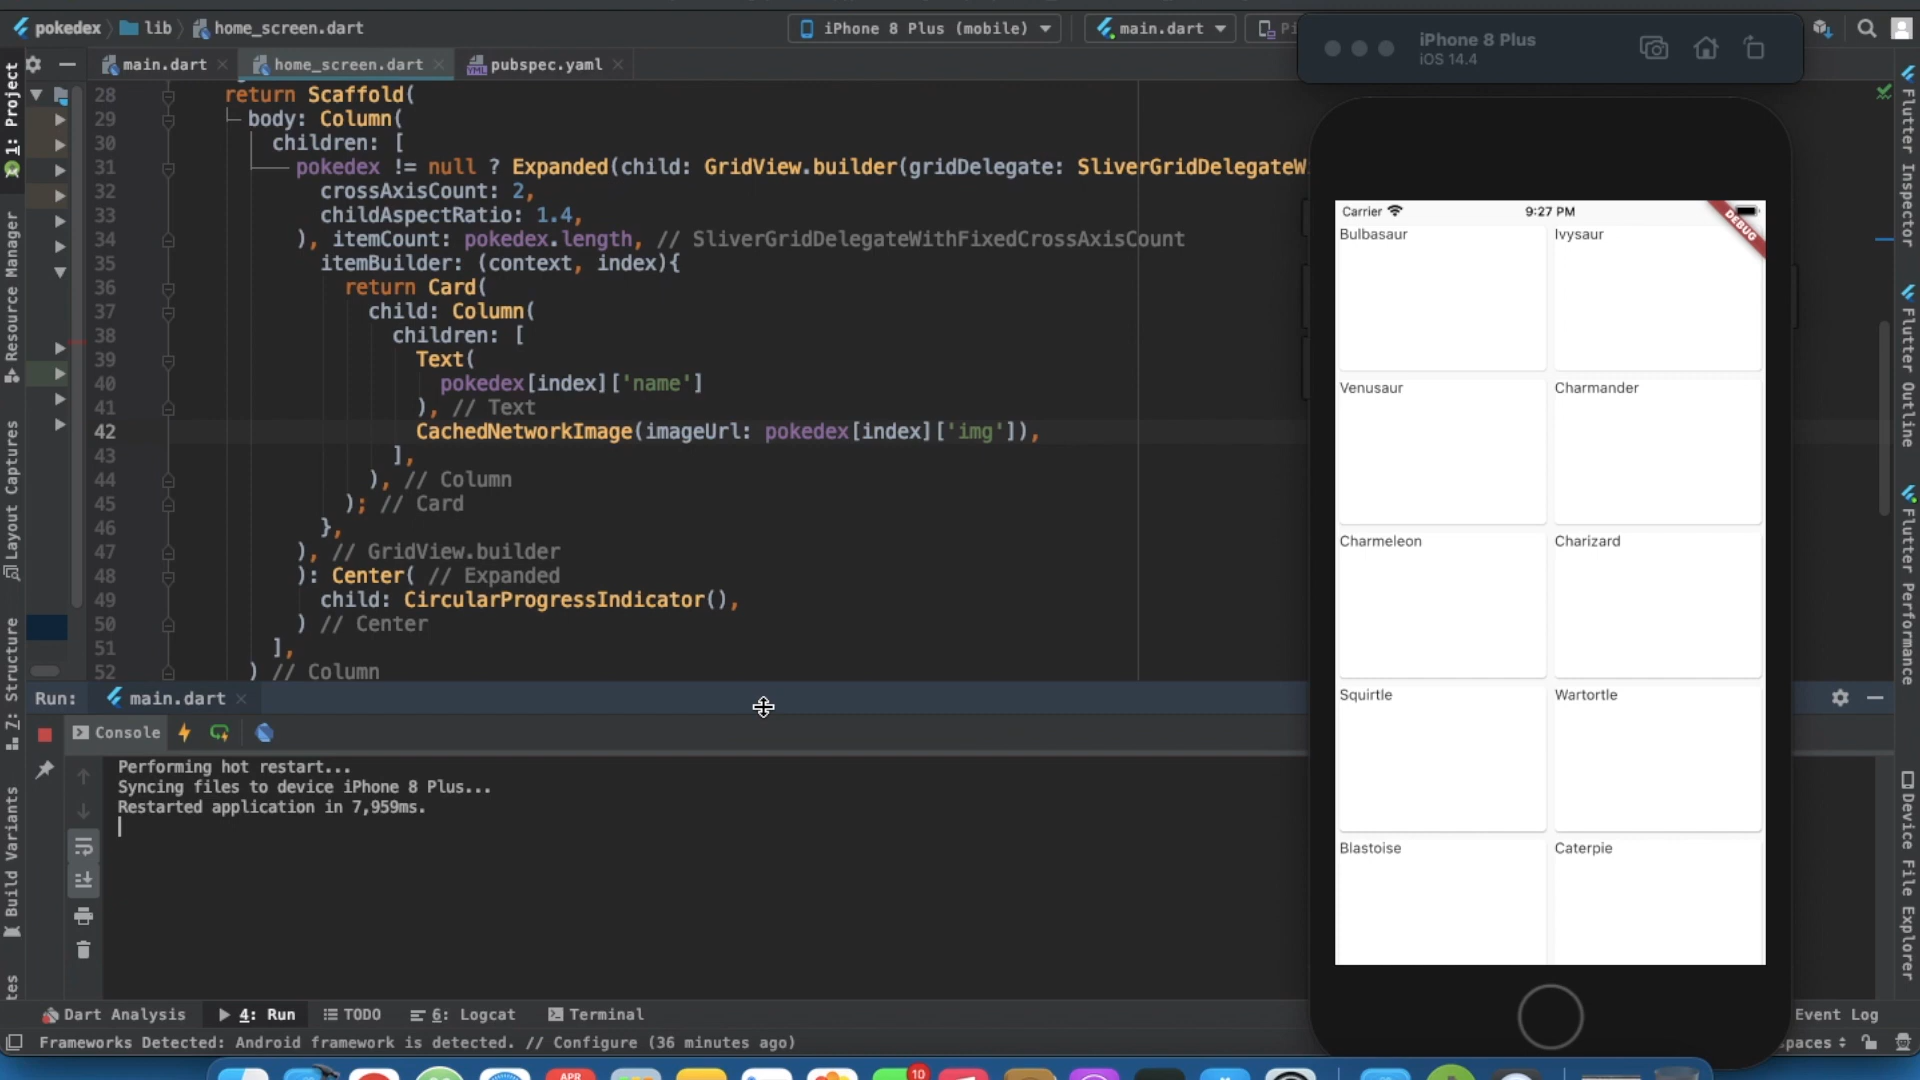 pokedex lib home_screen.dart
iPhone 8 Plus (mobile)
main.dart
iPhone 8 Plus
iOS 14.4
main.dart
home_screen.dart
pubspec.yaml
28 return Scaffold(
29 body: Column(
30 children: [
31 pokedex != null ? Expanded(child: GridView.builder(gridDelegate: SliverGridDelegateW
32 crossAxisCount: 2,
33 childAspectRatio: 1.4,
34 ), itemCount: pokedex.length, // SliverGridDelegateWithFixedCrossAxisCount
35 itemBuilder: (context, index){
36 return Card(
37 child: Column(
38 children: [
39 Text(
40 pokedex[index]['name']
41 ), // Text
42 CachedNetworkImage(imageUrl: pokedex[index]['img']),
43 ],
44 ), // Column
45 ); // Card
46 },
47 ), // GridView.builder
48 ): Center( // Expanded
49 child: CircularProgressIndicator(),
50 ) // Center
51 ],
52 ) // Column
1: Project
Resource Manager
Layout Captures
Z: Structure
Build Variants
tes
Run: main.dart
Console
Performing hot restart...
Syncing files to device iPhone 8 Plus...
Restarted application in 7,959ms.
Dart Analysis
4: Run
TODO
6: Logcat
Terminal
Event Log
Frameworks Detected: Android framework is detected. // Configure (36 minutes ago)
spaces
Carrier 9:27 PM
DEBUG
Bulbasaur Ivysaur
Venusaur Charmander
Charmeleon Charizard
Squirtle Wartortle
Blastoise Caterpie
Flutter Inspector
Flutter Outline
Flutter Performance
Device File Explorer
APR
10